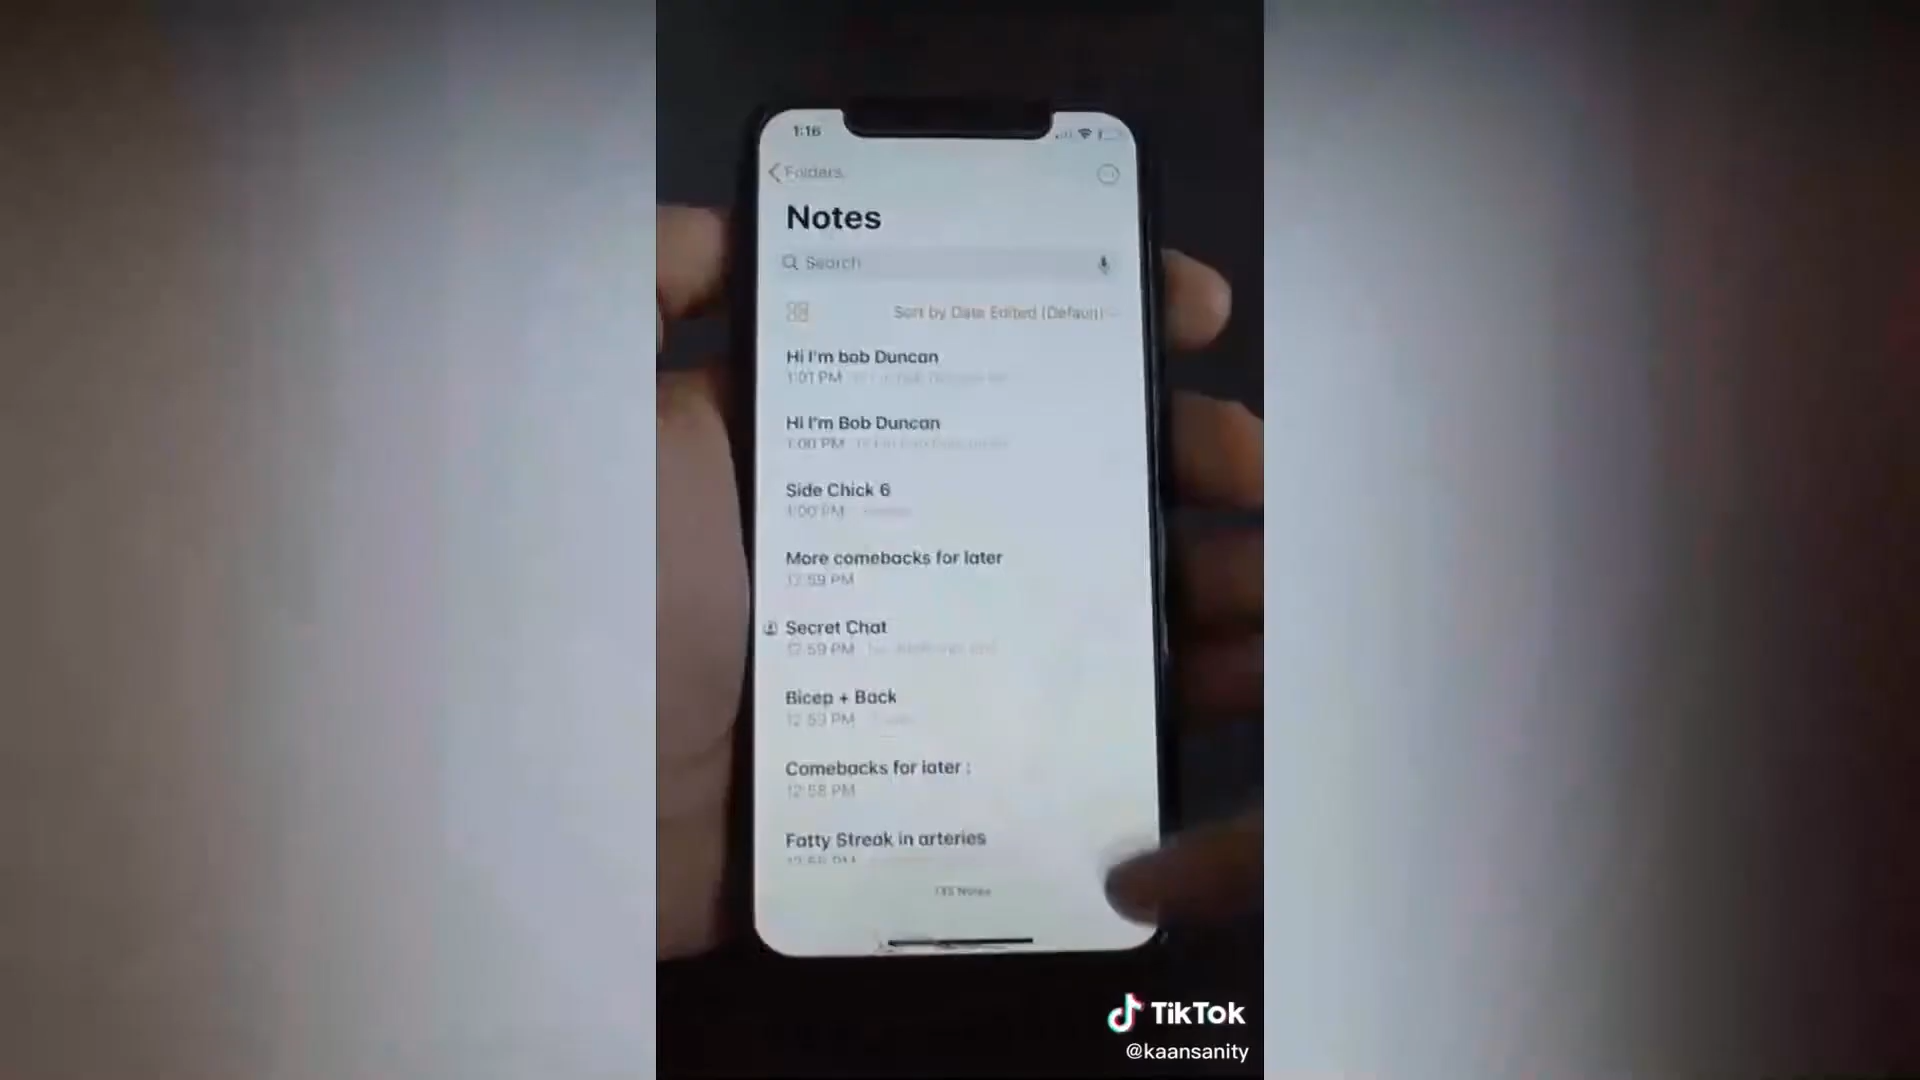 1:16
Folders
Notes
Search
Sort by Date Edited (Default)
Hi I'm bob Duncan
1:01 PM
Hi I'm Bob Duncan
1:00 PM
Side Chick 6
1:00 PM
More comebacks for later
12:59 PM
Secret Chat
12:59 PM
Bicep + Back
12:59 PM
Comebacks for later :
12:58 PM
Fatty Streak in arteries
Notes
TikTok
@kaansanity